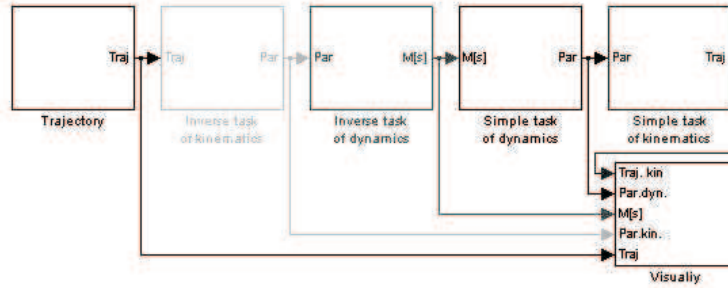 Traj Traj Par Par M[s] M[s] Par Par Traj
Trajectory
Inverse task
of kinematics
Inverse task
of dynamics
Simple task
of dynamics
Simple task
of kinematics
Traj. kin
Par.dyn.
M[s]
Par.kin.
Traj
Visualiy